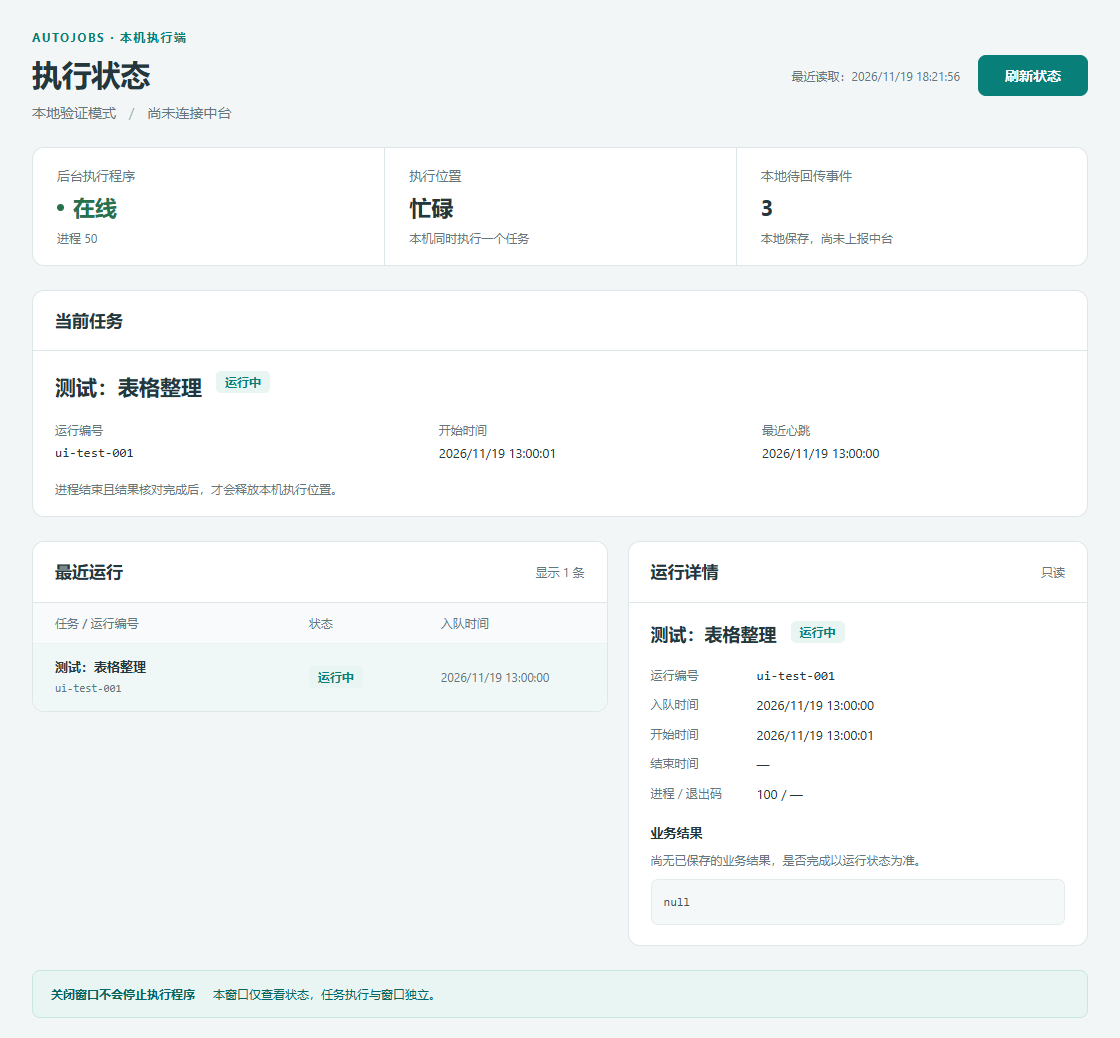 AUTOJOBS · 本机执行端
执行状态
本地验证模式 / 尚未连接中台
最近读取：2026/11/19 18:21:56
刷新状态
后台执行程序
• 在线
进程 50
执行位置
忙碌
本机同时执行一个任务
本地待回传事件
3
本地保存，尚未上报中台
当前任务
测试：表格整理 运行中
运行编号
ui-test-001
开始时间
2026/11/19 13:00:01
最近心跳
2026/11/19 13:00:00
进程结束且结果核对完成后，才会释放本机执行位置。
最近运行 显示 1 条
任务 / 运行编号 状态 入队时间
测试：表格整理
ui-test-001
运行中
2026/11/19 13:00:00
运行详情 只读
测试：表格整理 运行中
运行编号 ui-test-001
入队时间 2026/11/19 13:00:00
开始时间 2026/11/19 13:00:01
结束时间 —
进程 / 退出码 100 / —
业务结果
尚无已保存的业务结果，是否完成以运行状态为准。
null
关闭窗口不会停止执行程序 本窗口仅查看状态，任务执行与窗口独立。